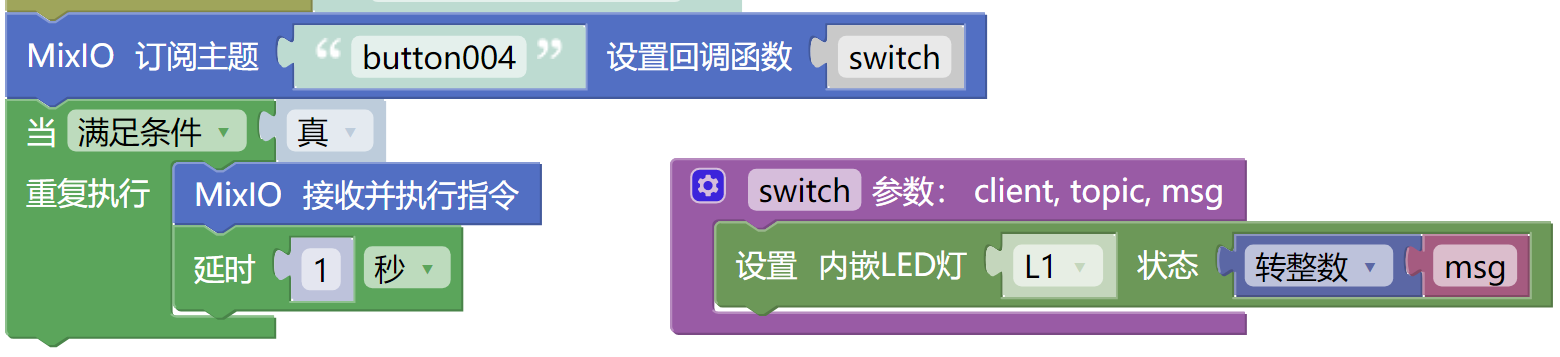 MixIO 订阅主题 “ button004 ” 设置回调函数 switch
当 满足条件 真
重复执行 MixIO 接收并执行指令
延时 1 秒
switch 参数： client, topic, msg
设置 内嵌LED灯 L1 状态 转整数 msg